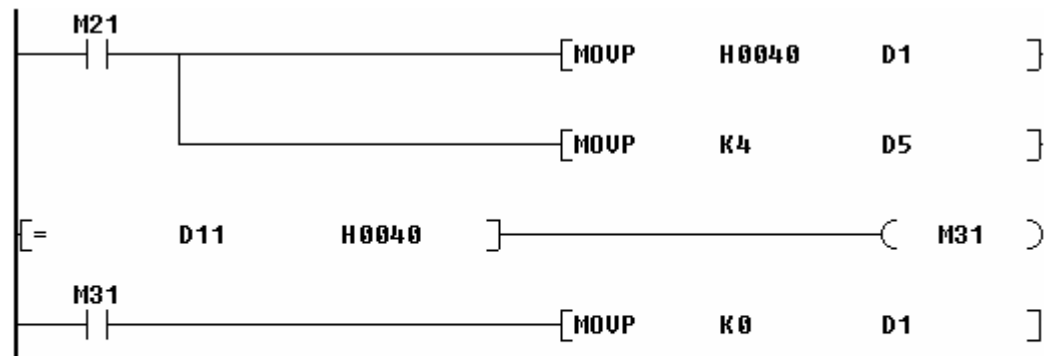 M21
MOVP H0040 D1
MOVP K4 D5
= D11 H0040 M31
M31
MOVP K0 D1